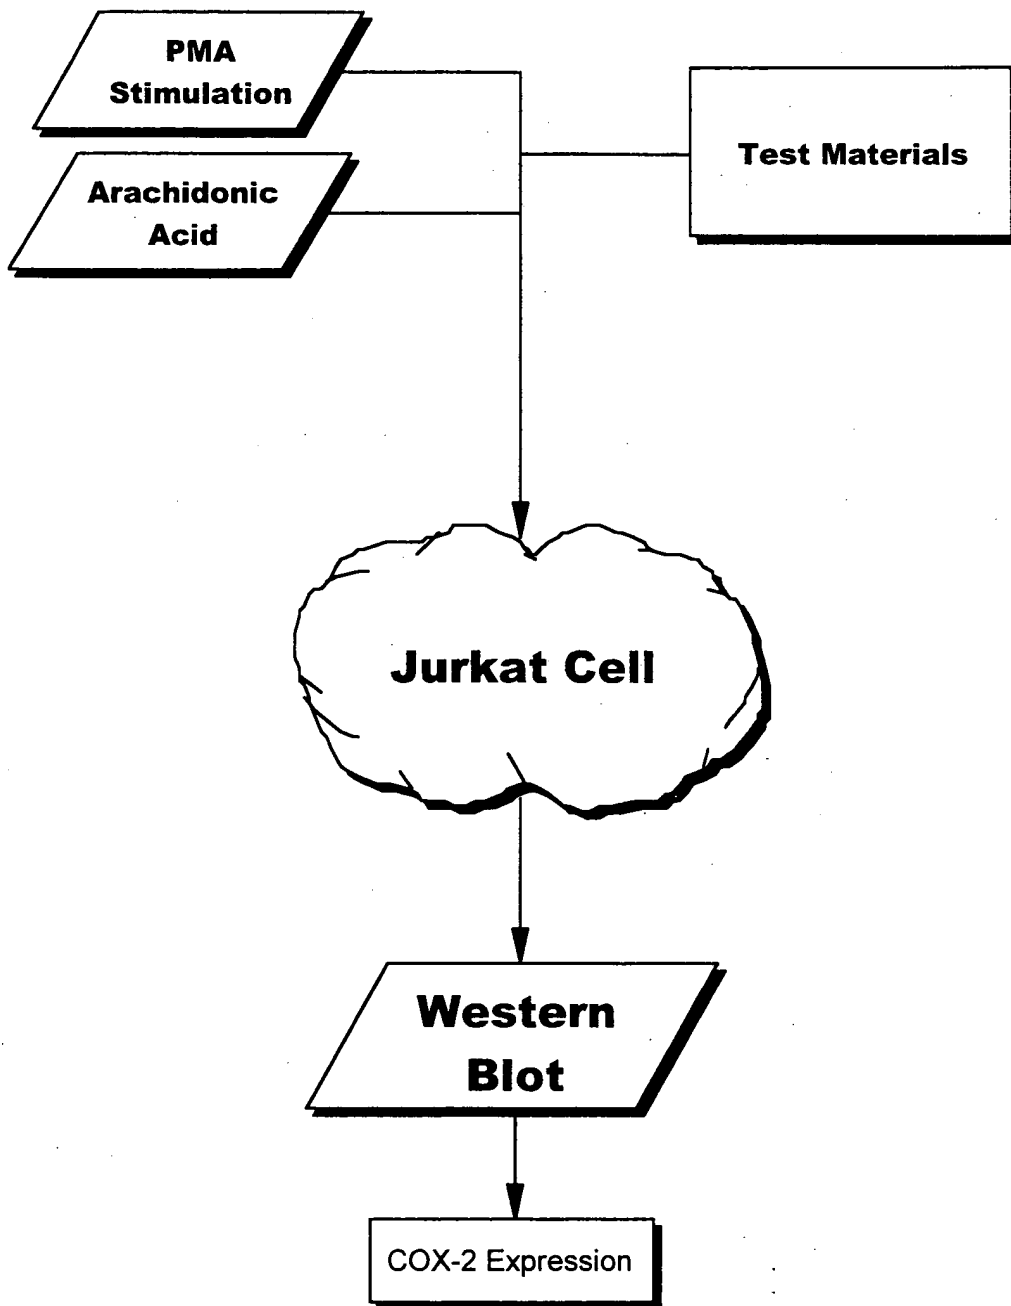 PMA
Stimulation
Test Materials
Arachidonic
Acid
Jurkat Cell
Western
Blot
COX-2 Expression